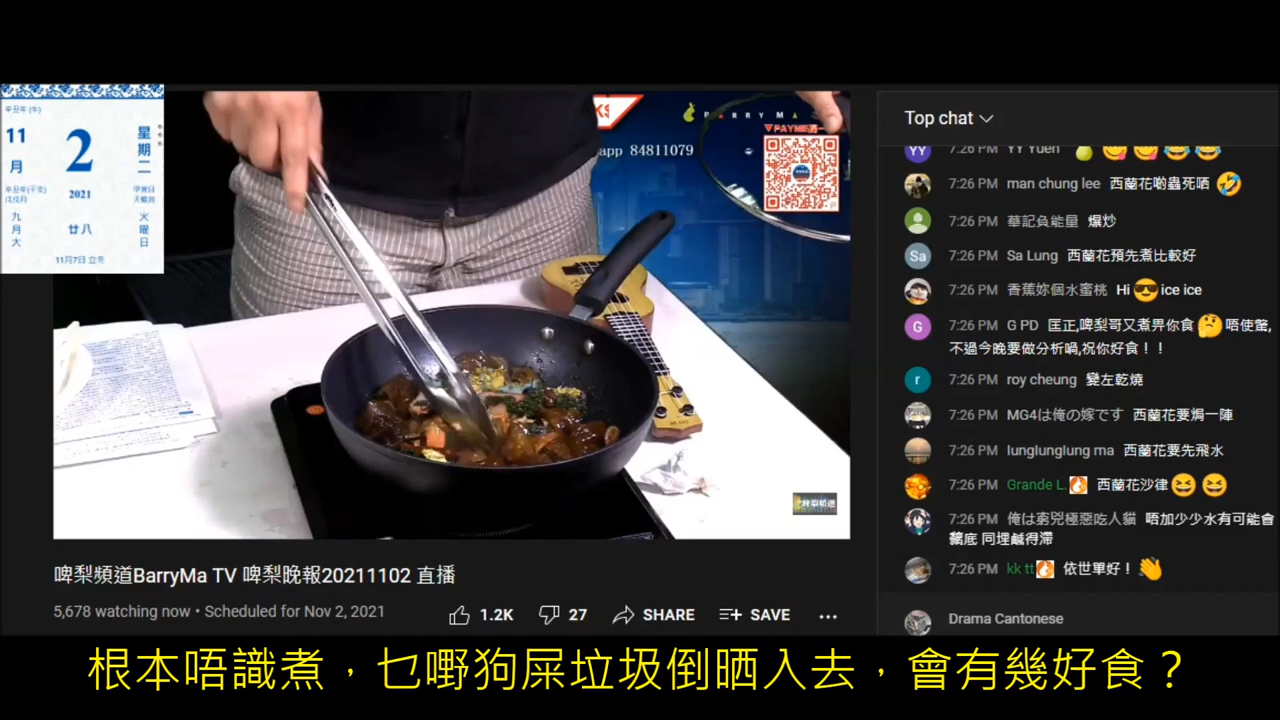 辛丑年 (牛)
11
月
2
星期二
2021
九月大
廿八
火曜日
11月7日 立冬
BARRY MA
app 84811079
PAYME
啤梨頻道
啤梨頻道BarryMa TV 啤梨晚報20211102 直播
5,678 watching now • Scheduled for Nov 2, 2021
1.2K
27
SHARE
SAVE
Top chat
YY
7:26 PM YY Yuen
7:26 PM man chung lee 西蘭花啲蟲死晒
7:26 PM 華記負能量 爆炒
Sa
7:26 PM Sa Lung 西蘭花預先煮比較好
7:26 PM 香蕉妳個水蜜桃 Hi ice ice
G
7:26 PM G PD 匡正,啤梨哥又煮畀你食 唔使螫,
不過今晚要做分析喎,祝你好食！！
r
7:26 PM roy cheung 變左乾燒
7:26 PM MG4は俺の嫁です 西蘭花要焗一陣
7:26 PM lunglunglung ma 西蘭花要先飛水
7:26 PM Grande L. 西蘭花沙律
7:26 PM 俺は窮兇極惡吃人貓 唔加少少水有可能會
藕底 同埋鹹得滯
7:26 PM kk tt 依世單好！
Drama Cantonese
根本唔識煮，乜嘢狗屎垃圾倒晒入去，會有幾好食？